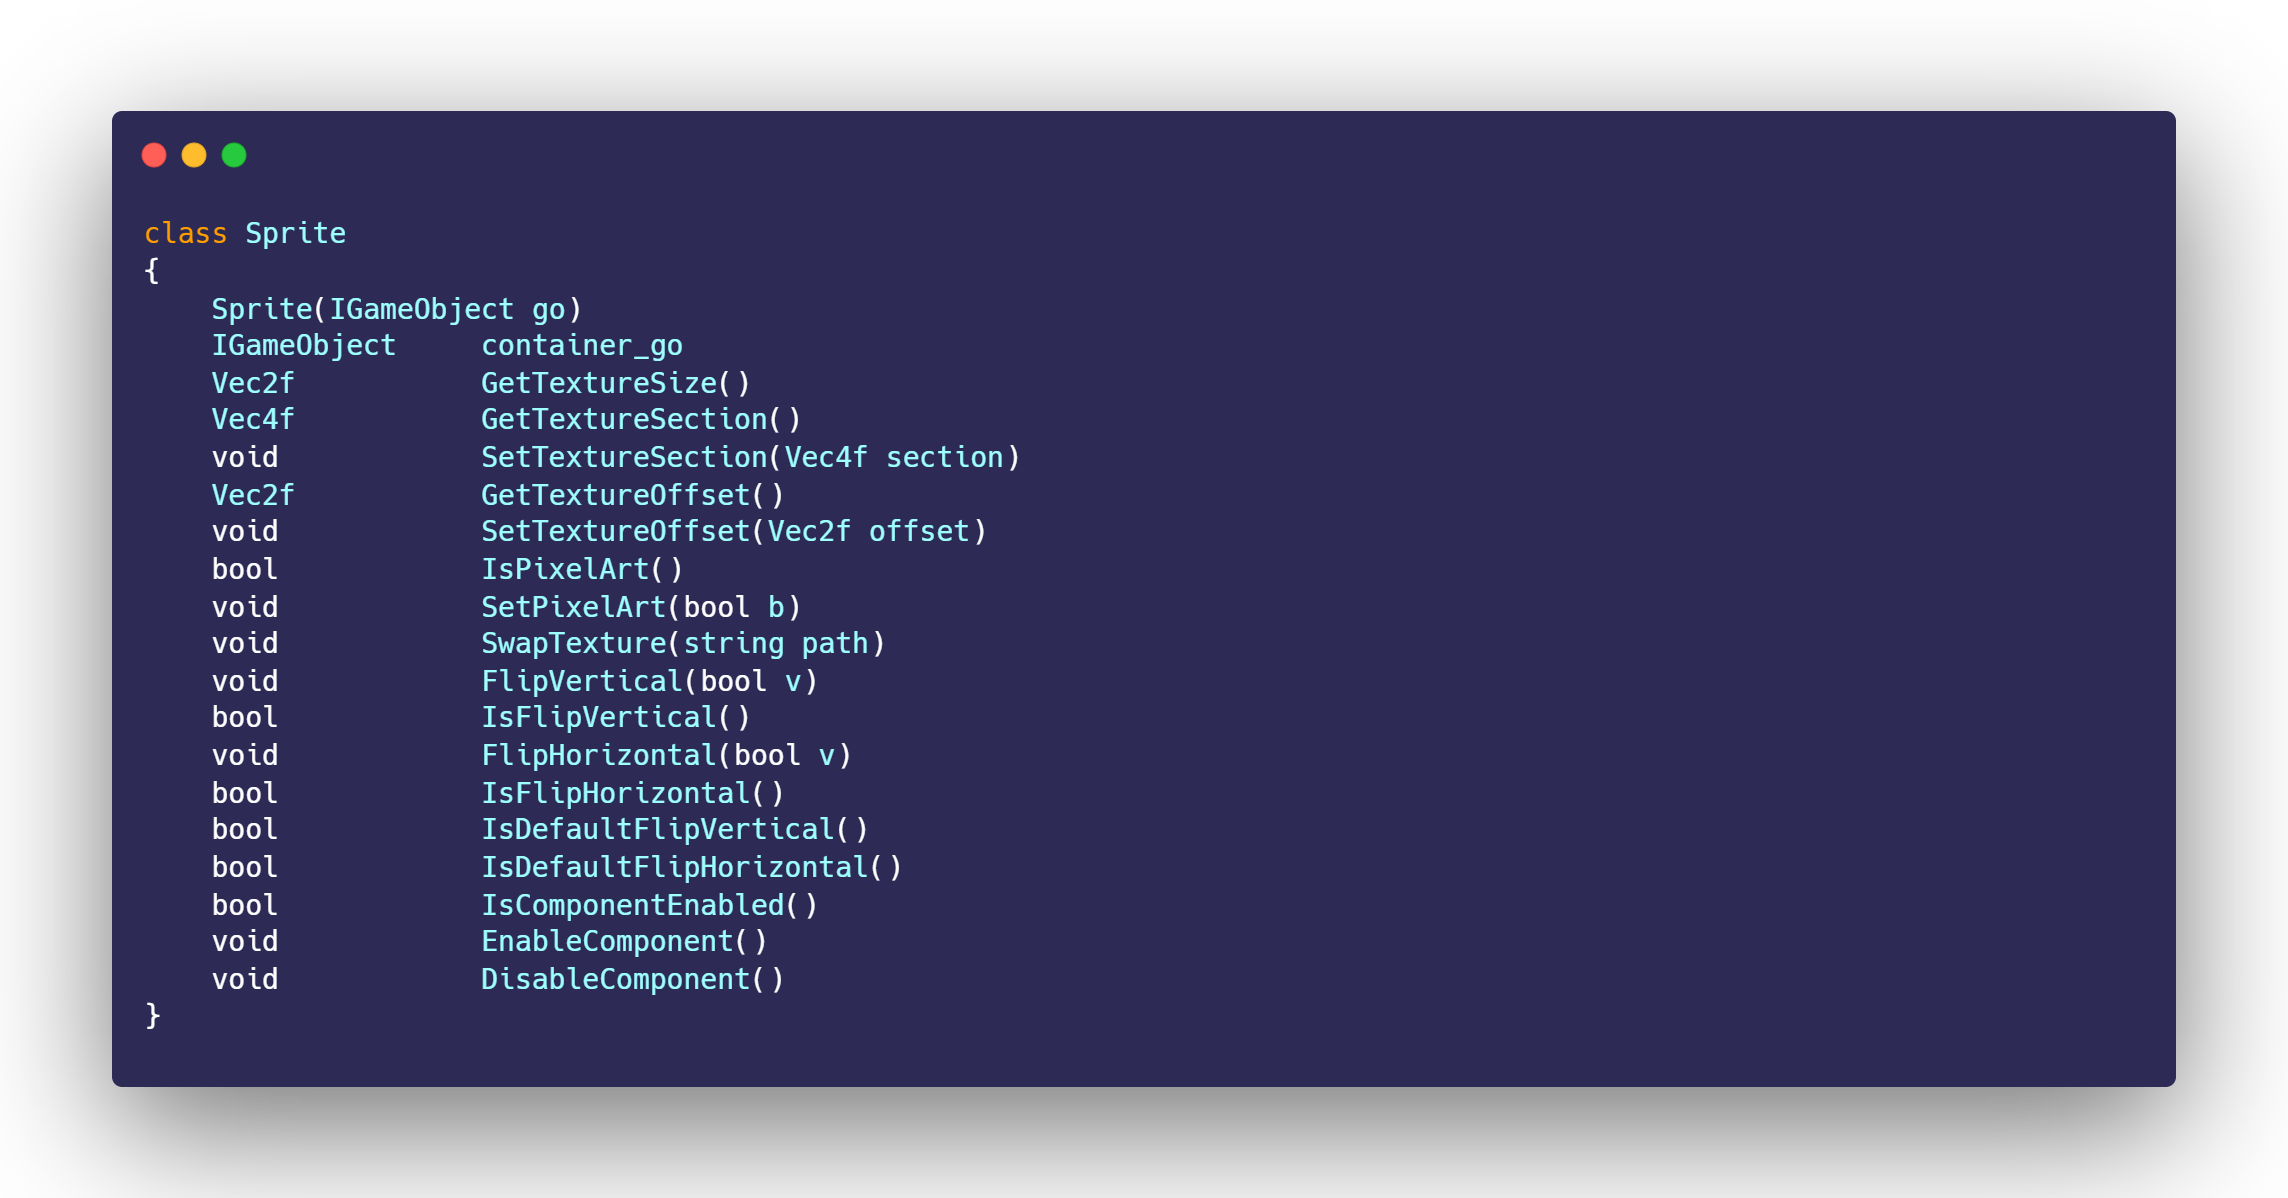 class Sprite
{
    Sprite(IGameObject go)
    IGameObject     container_go
    Vec2f           GetTextureSize()
    Vec4f           GetTextureSection()
    void            SetTextureSection(Vec4f section)
    Vec2f           GetTextureOffset()
    void            SetTextureOffset(Vec2f offset)
    bool            IsPixelArt()
    void            SetPixelArt(bool b)
    void            SwapTexture(string path)
    void            FlipVertical(bool v)
    bool            IsFlipVertical()
    void            FlipHorizontal(bool v)
    bool            IsFlipHorizontal()
    bool            IsDefaultFlipVertical()
    bool            IsDefaultFlipHorizontal()
    bool            IsComponentEnabled()
    void            EnableComponent()
    void            DisableComponent()
}